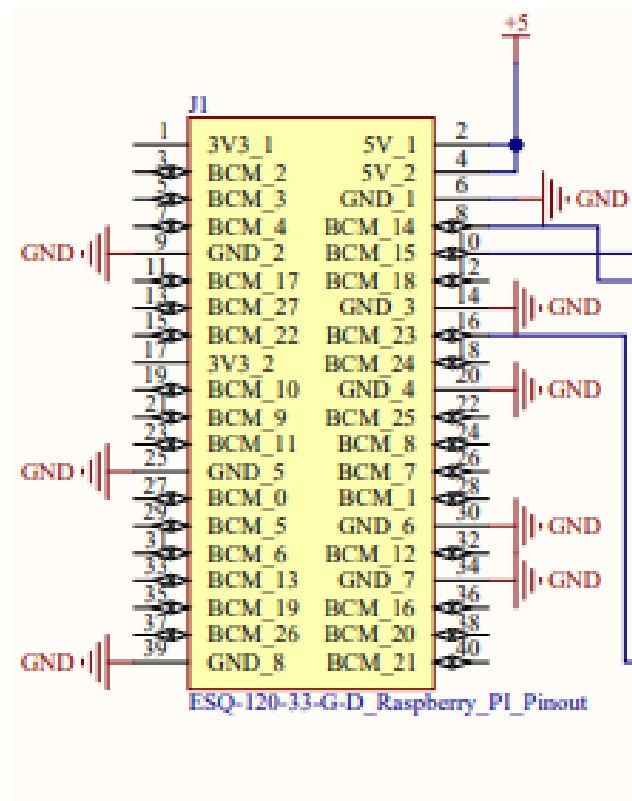 +5
J1
1 3V3_1 5V_1 2
3 BCM_2 5V_2 4
5 BCM_3 GND_1 6 GND
7 BCM_4 BCM_14 8
GND 9 GND_2 BCM_15 10
11 BCM_17 BCM_18 12
13 BCM_27 GND_3 14 GND
15 BCM_22 BCM_23 16
17 3V3_2 BCM_24 18
19 BCM_10 GND_4 20 GND
21 BCM_9 BCM_25 22
23 BCM_11 BCM_8 24
GND 25 GND_5 BCM_7 26
27 BCM_0 BCM_1 28
29 BCM_5 GND_6 30 GND
31 BCM_6 BCM_12 32
33 BCM_13 GND_7 34 GND
35 BCM_19 BCM_16 36
37 BCM_26 BCM_20 38
GND 39 GND_8 BCM_21 40
ESQ-120-33-G-D_Raspberry_PI_Pinout